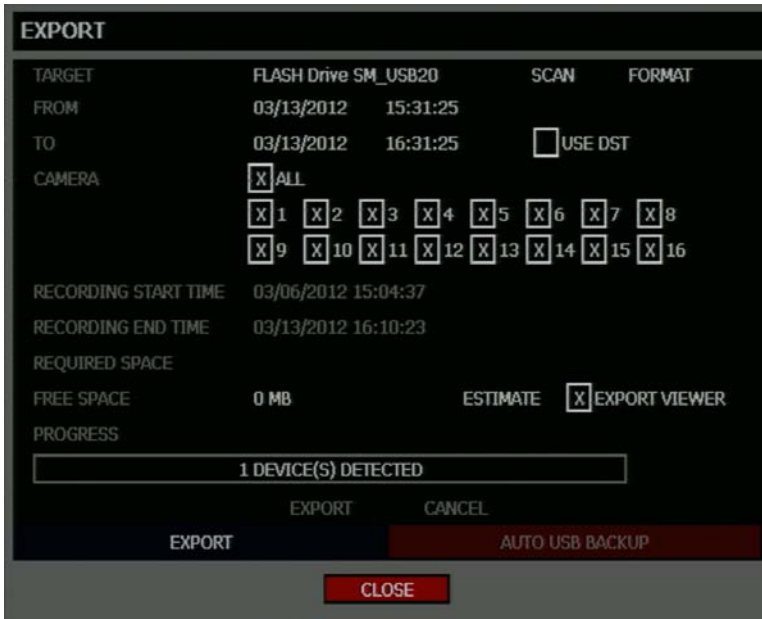 EXPORT
TARGET FLASH Drive SM_USB20 SCAN FORMAT
FROM 03/13/2012 15:31:25
TO 03/13/2012 16:31:25 USE DST
CAMERA X ALL
X 1 X 2 X 3 X 4 X 5 X 6 X 7 X 8
X 9 X 10 X 11 X 12 X 13 X 14 X 15 X 16
RECORDING START TIME 03/06/2012 15:04:37
RECORDING END TIME 03/13/2012 16:10:23
REQUIRED SPACE
FREE SPACE 0 MB ESTIMATE X EXPORT VIEWER
PROGRESS
1 DEVICE(S) DETECTED
EXPORT CANCEL
EXPORT AUTO USB BACKUP
CLOSE